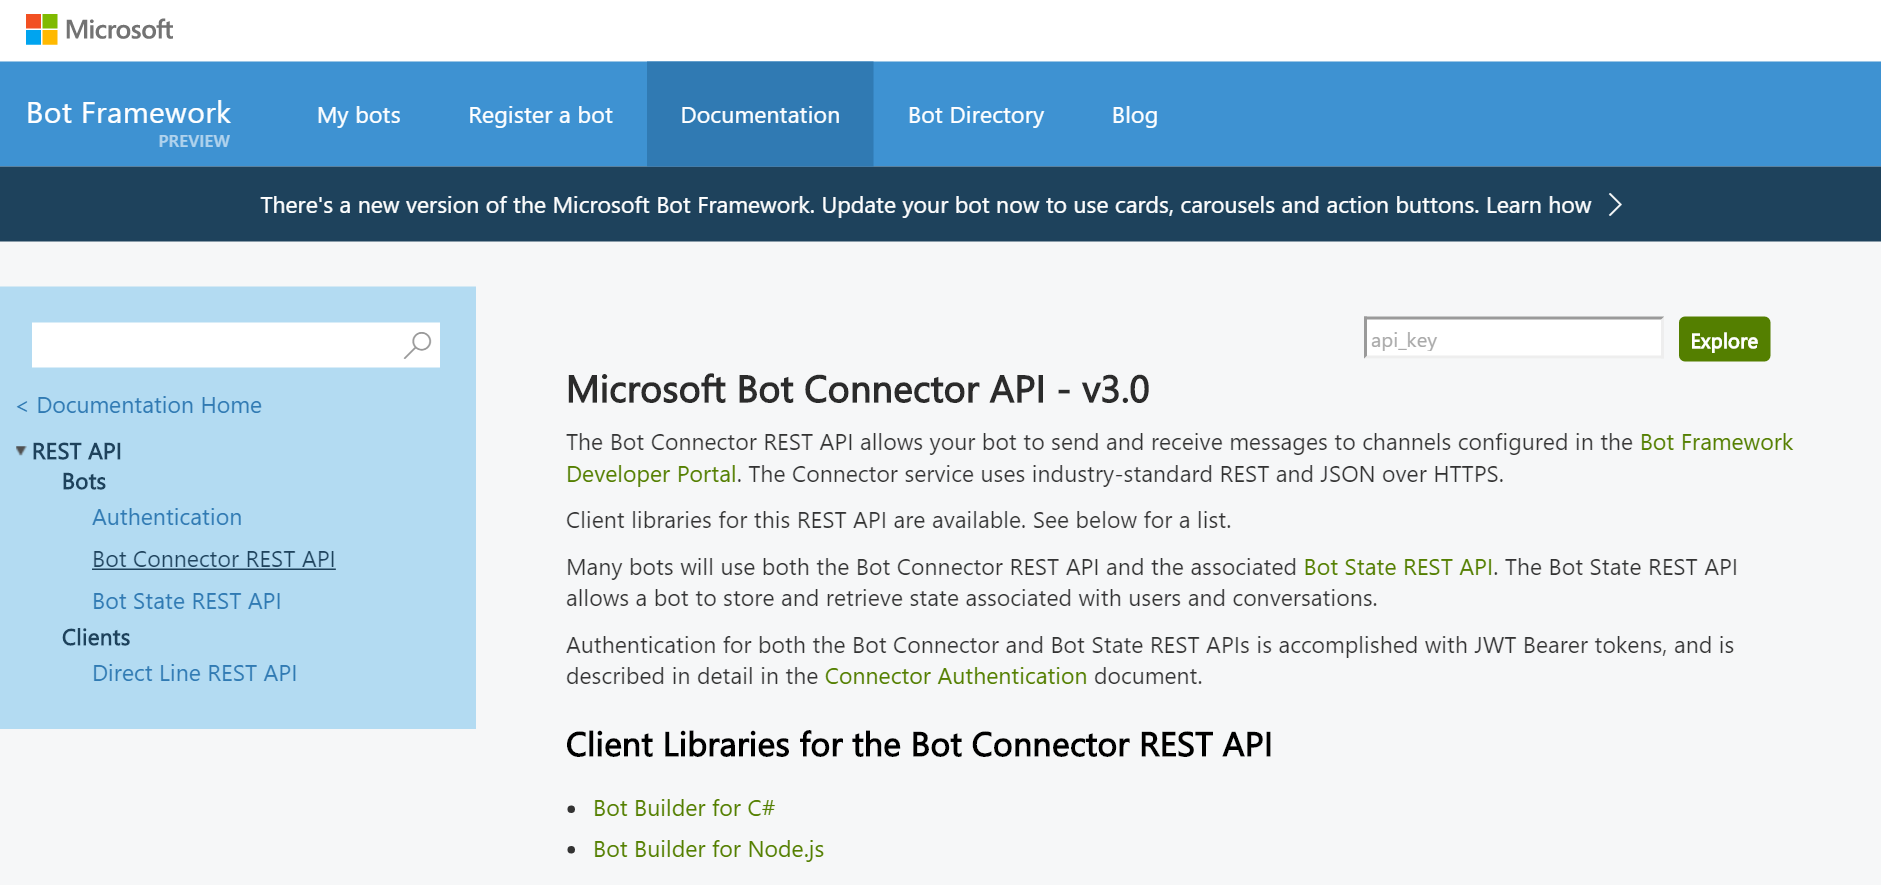 Microsoft
Bot Framework
PREVIEW
My bots
Register a bot
Documentation
Bot Directory
Blog
There's a new version of the Microsoft Bot Framework. Update your bot now to use cards, carousels and action buttons. Learn how
< Documentation Home
REST API
Bots
Authentication
Bot Connector REST API
Bot State REST API
Clients
Direct Line REST API
api_key
Explore
Microsoft Bot Connector API - v3.0
The Bot Connector REST API allows your bot to send and receive messages to channels configured in the Bot Framework
Developer Portal. The Connector service uses industry-standard REST and JSON over HTTPS.
Client libraries for this REST API are available. See below for a list.
Many bots will use both the Bot Connector REST API and the associated Bot State REST API. The Bot State REST API
allows a bot to store and retrieve state associated with users and conversations.
Authentication for both the Bot Connector and Bot State REST APIs is accomplished with JWT Bearer tokens, and is
described in detail in the Connector Authentication document.
Client Libraries for the Bot Connector REST API
• Bot Builder for C#
• Bot Builder for Node.js